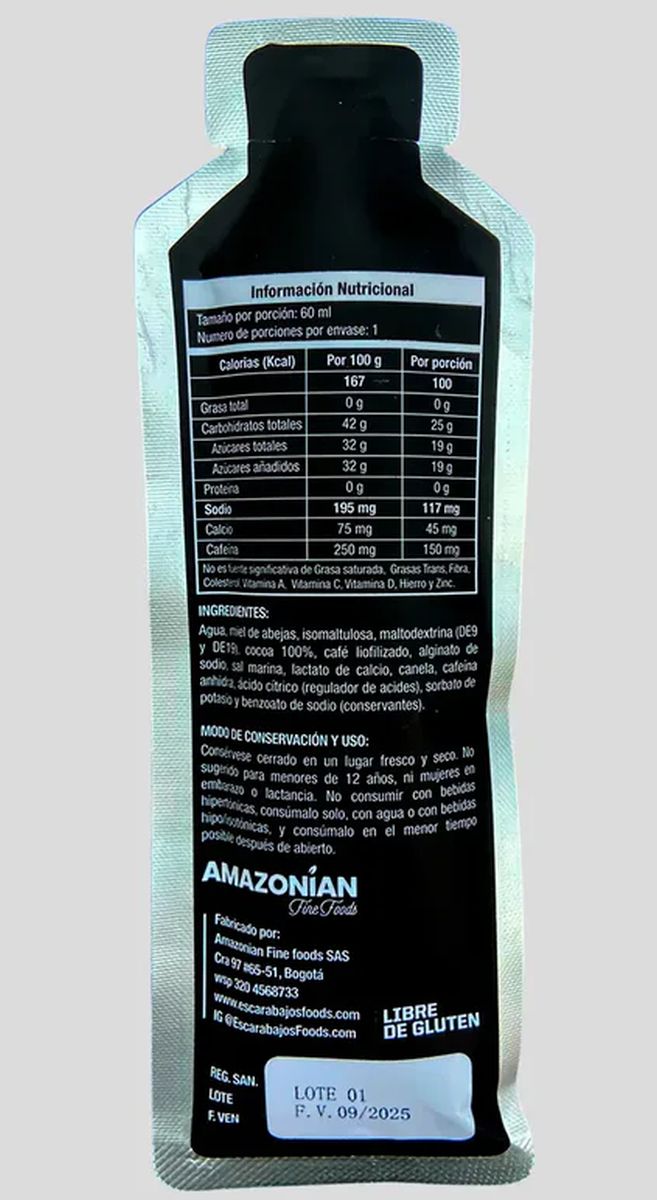 Información Nutricional
Tamaño por porción: 60 ml
Numero de porciones por envase: 1
Calorías (Kcal) Por 100 g Por porción
167 100
Grasa total 0 g 0 g
Carbohidratos totales 42 g 25 g
Azúcares totales 32 g 19 g
Azúcares añadidos 32 g 19 g
Proteína 0 g 0 g
Sodio 195 mg 117 mg
Calcio 75 mg 45 mg
Cafeína 250 mg 150 mg
No es fuente significativa de Grasa saturada, Grasas Trans, Fibra,
Colesterol, Vitamina A, Vitamina C, Vitamina D, Hierro y Zinc.
INGREDIENTES:
Agua, miel de abejas, isomaltulosa, maltodextrina (DE9
y DE19), cocoa 100%, café liofilizado, alginato de
sodio, sal marina, lactato de calcio, canela, cafeína
anhidra, ácido cítrico (regulador de acides), sorbato de
potasio y benzoato de sodio (conservantes).
MODO DE CONSERVACIÓN Y USO:
Consérvese cerrado en un lugar fresco y seco. No
sugerido para menores de 12 años, ni mujeres en
embarazo o lactancia. No consumir con bebidas
hipertónicas, consúmalo solo, con agua o con bebidas
hipo/isotónicas, y consúmalo en el menor tiempo
posible después de abierto.
AMAZONÍAN
Fine Foods
Fabricado por:
Amazonian Fine foods SAS
Cra 97 #65-51, Bogotá
wsp 320 4568733
www.escarabajosfoods.com
IG @EscarabajosFoods.com
LIBRE
DE GLUTEN
REG. SAN.
LOTE
F. VEN
LOTE 01
F. V. 09/2025